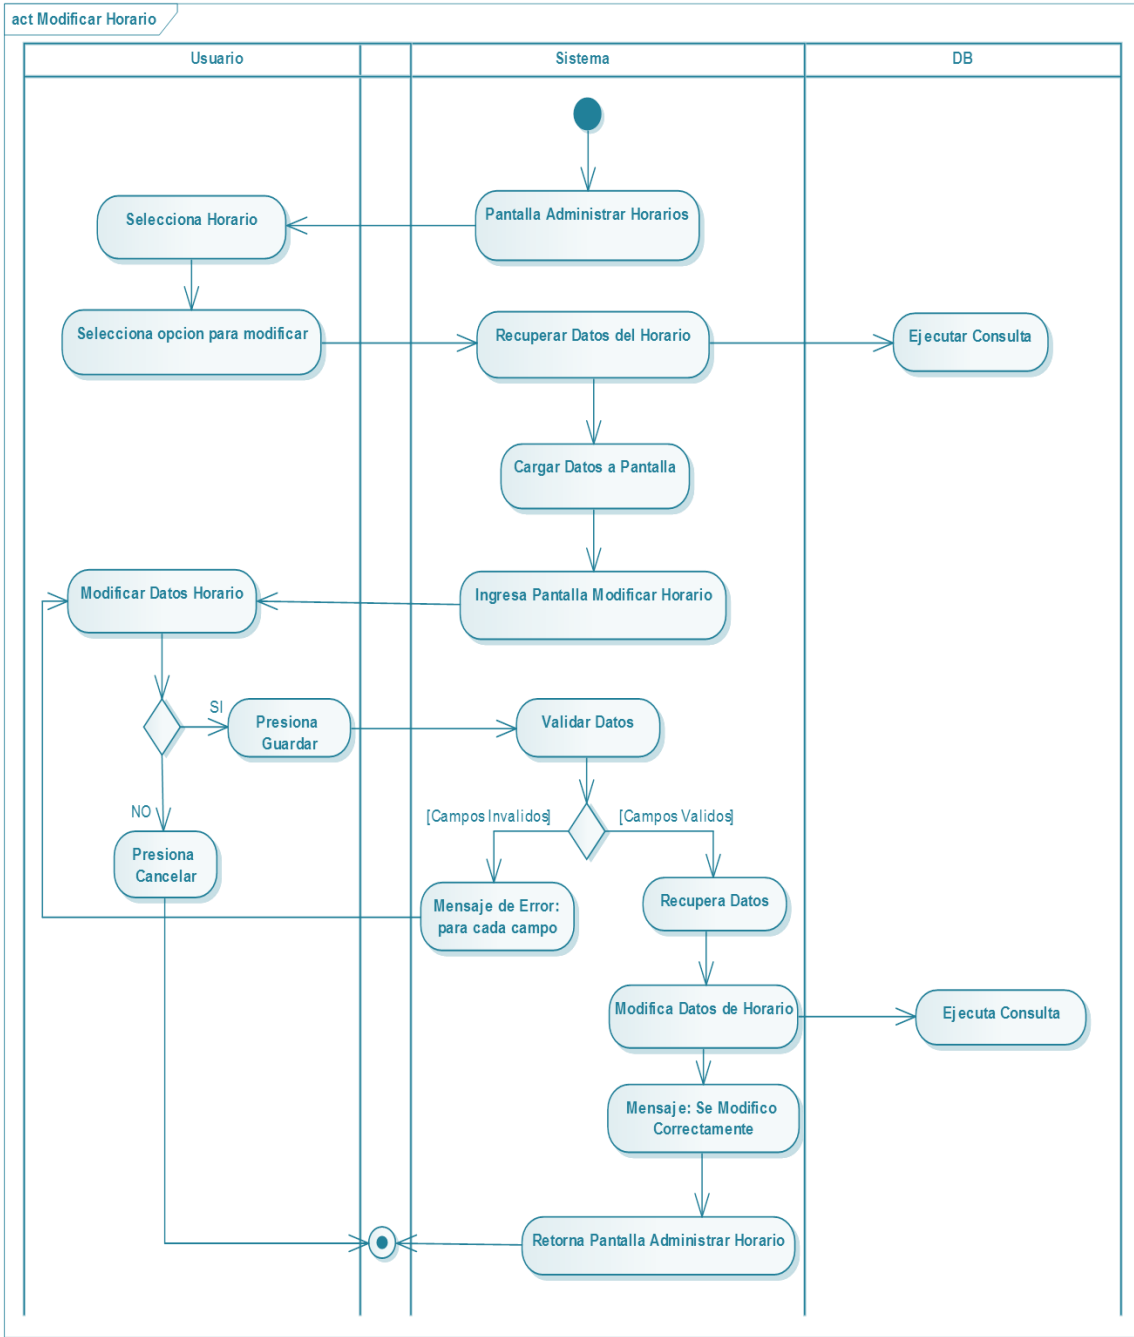 act Modificar Horario
Usuario
Sistema
DB
Pantalla Administrar Horarios
Selecciona Horario
Selecciona opcion para modificar
Recuperar Datos del Horario
Ejecutar Consulta
Cargar Datos a Pantalla
Ingresa Pantalla Modificar Horario
Modificar Datos Horario
SI
Presiona
Guardar
Validar Datos
NO
[Campos Invalidos]
[Campos Validos]
Presiona
Cancelar
Mensaje de Error:
para cada campo
Recupera Datos
Modifica Datos de Horario
Ejecuta Consulta
Mensaje: Se Modifico
Correctamente
Retorna Pantalla Administrar Horario